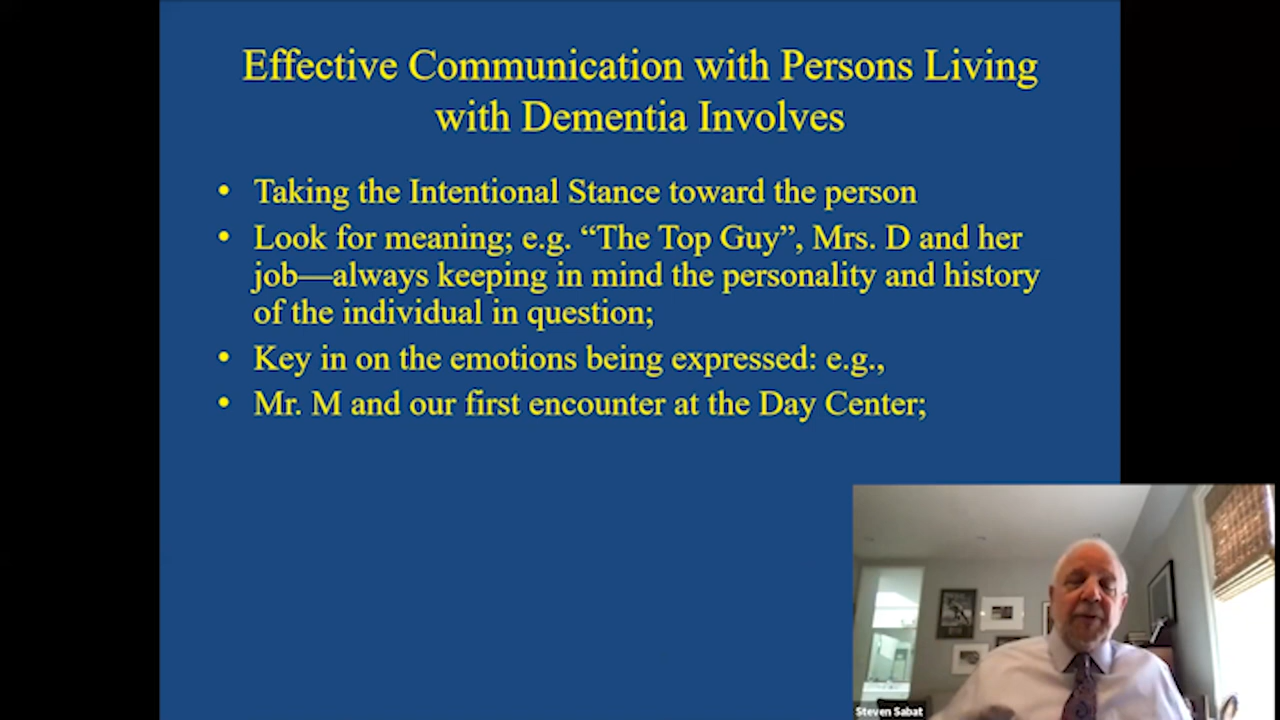 Effective Communication with Persons Living
with Dementia Involves
• Taking the Intentional Stance toward the person
• Look for meaning; e.g. “The Top Guy”, Mrs. D and her
job—always keeping in mind the personality and history
of the individual in question;
• Key in on the emotions being expressed: e.g.,
• Mr. M and our first encounter at the Day Center;
Steven Sabat